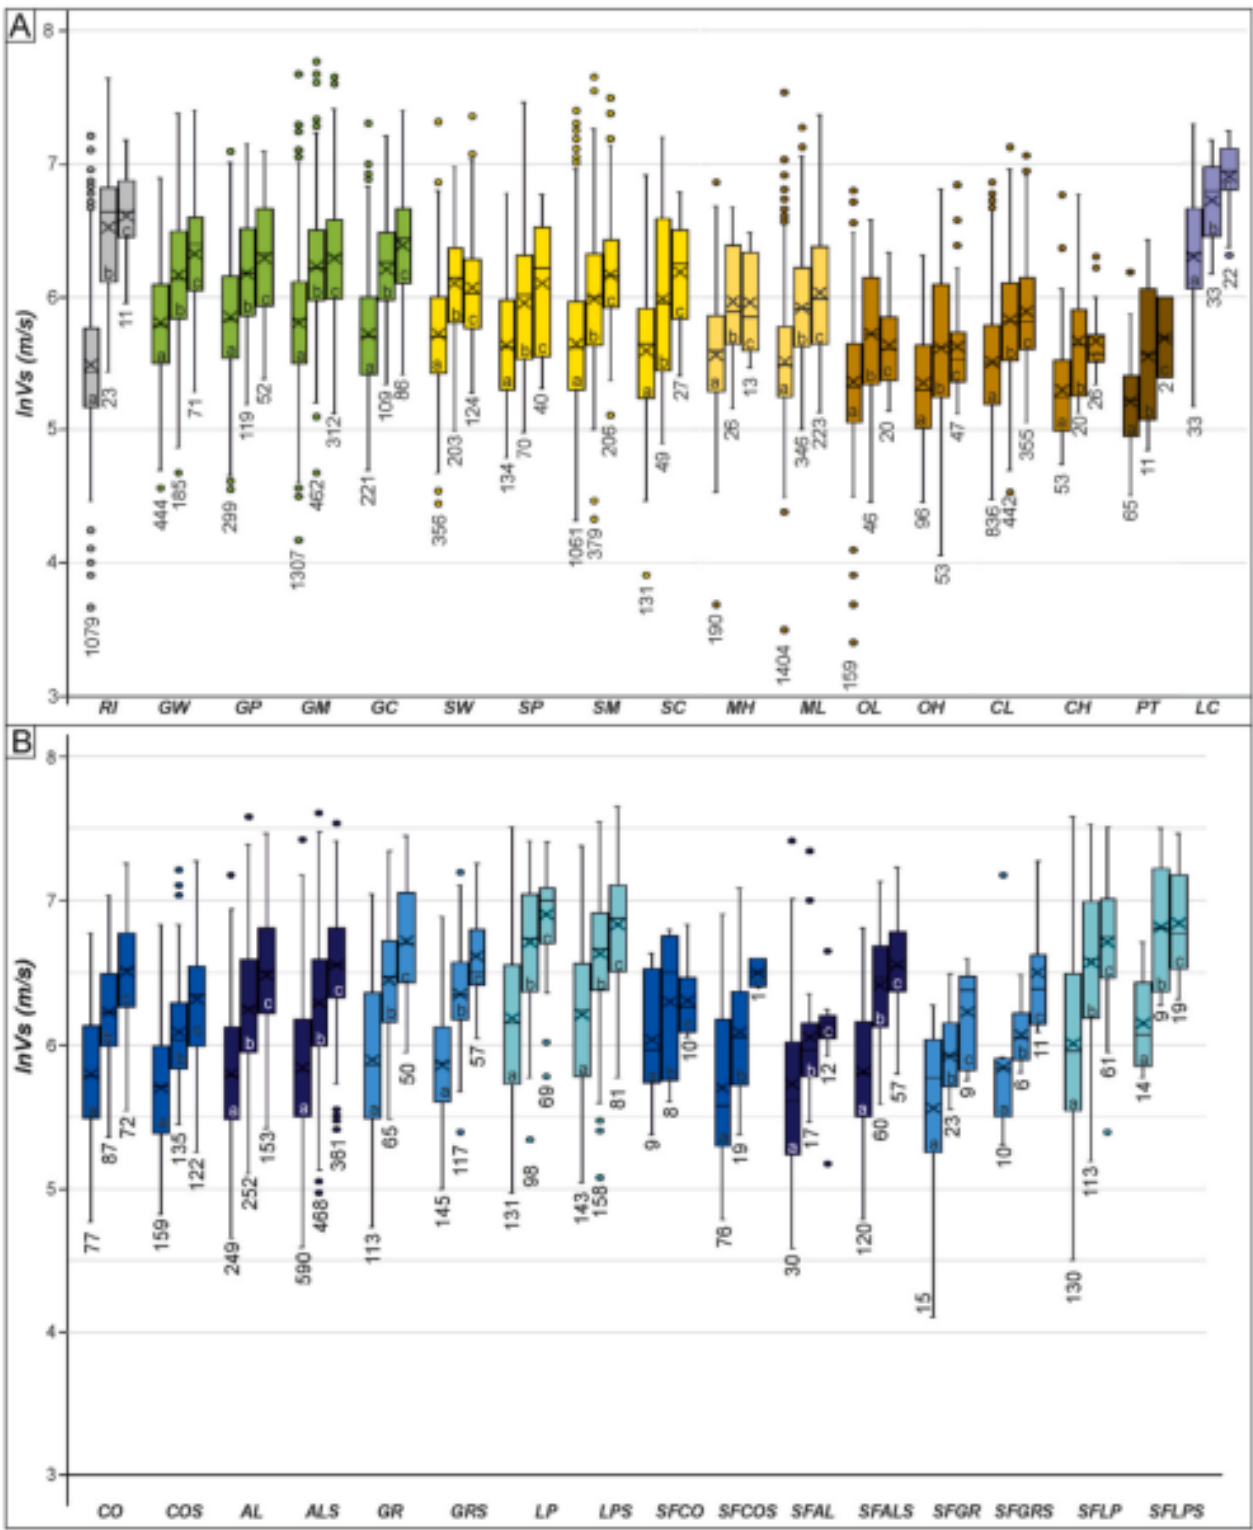 A
8
7
6
5
4
3
lnVs (m/s)
a c
1079 23 11
a b c
444 185 71
a b c
299 119 52
a b c
1307 462 312
a b c
221 109 86
a b c
356 203 124
a b c
134 70 40
a b c
1061 379 206
a b c
131 49 27
a b c
190 26 13
a b c
1404 346 223
a b c
159 46 20
a b c
96 53 47
a b c
836 442 355
a b c
53 20 26
a b c
65 11 2
a b c
33 33 22
RI GW GP GM GC SW SP SM SC MH ML OL OH CL CH PT LC
B
8
7
6
5
4
3
lnVs (m/s)
a b c
77 87 72
a b c
159 135 122
a b c
249 252 153
a b c
590 468 361
a b c
113 65 50
a b c
145 117 57
a b c
131 98 69
a b c
143 158 81
a b c
9 8 10
a b
76 19 1
a b c
30 17 12
a b c
120 60 57
a b c
15 23 9
a b c
10 6 11
a b c
130 113 61
a b c
14 9 19
CO COS AL ALS GR GRS LP LPS SFCO SFCOS SFAL SFALS SFGR SFGRS SFLP SFLPS